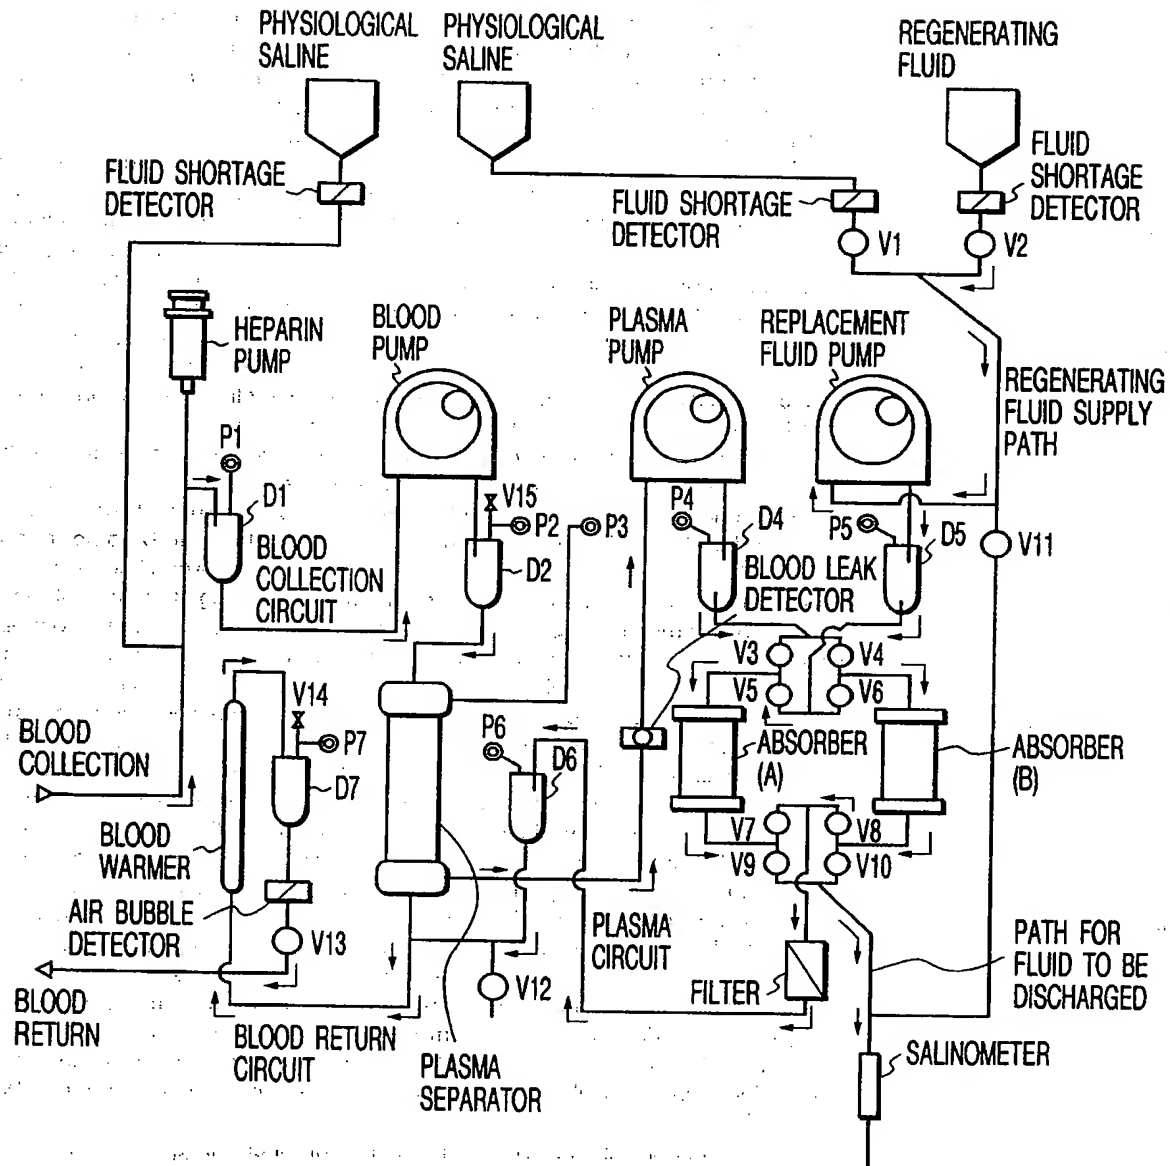 PHYSIOLOGICAL
SALINE
PHYSIOLOGICAL
SALINE
REGENERATING
FLUID
FLUID SHORTAGE
DETECTOR
FLUID SHORTAGE
DETECTOR
FLUID
SHORTAGE
DETECTOR
V1
V2
HEPARIN
PUMP
BLOOD
PUMP
PLASMA
PUMP
REPLACEMENT
FLUID PUMP
REGENERATING
FLUID SUPPLY
PATH
P1
D1
V15
P2
P3
D2
P4
D4
P5
D5
V11
BLOOD
COLLECTION
CIRCUIT
BLOOD LEAK
DETECTOR
V3
V4
V5
V6
V14
P7
D7
P6
D6
BLOOD
COLLECTION
ABSORBER
(A)
ABSORBER
(B)
BLOOD
WARMER
V7
V8
V9
V10
AIR BUBBLE
DETECTOR
V13
V12
PLASMA
CIRCUIT
FILTER
PATH FOR
FLUID TO BE
DISCHARGED
BLOOD
RETURN
BLOOD RETURN
CIRCUIT
PLASMA
SEPARATOR
SALINOMETER